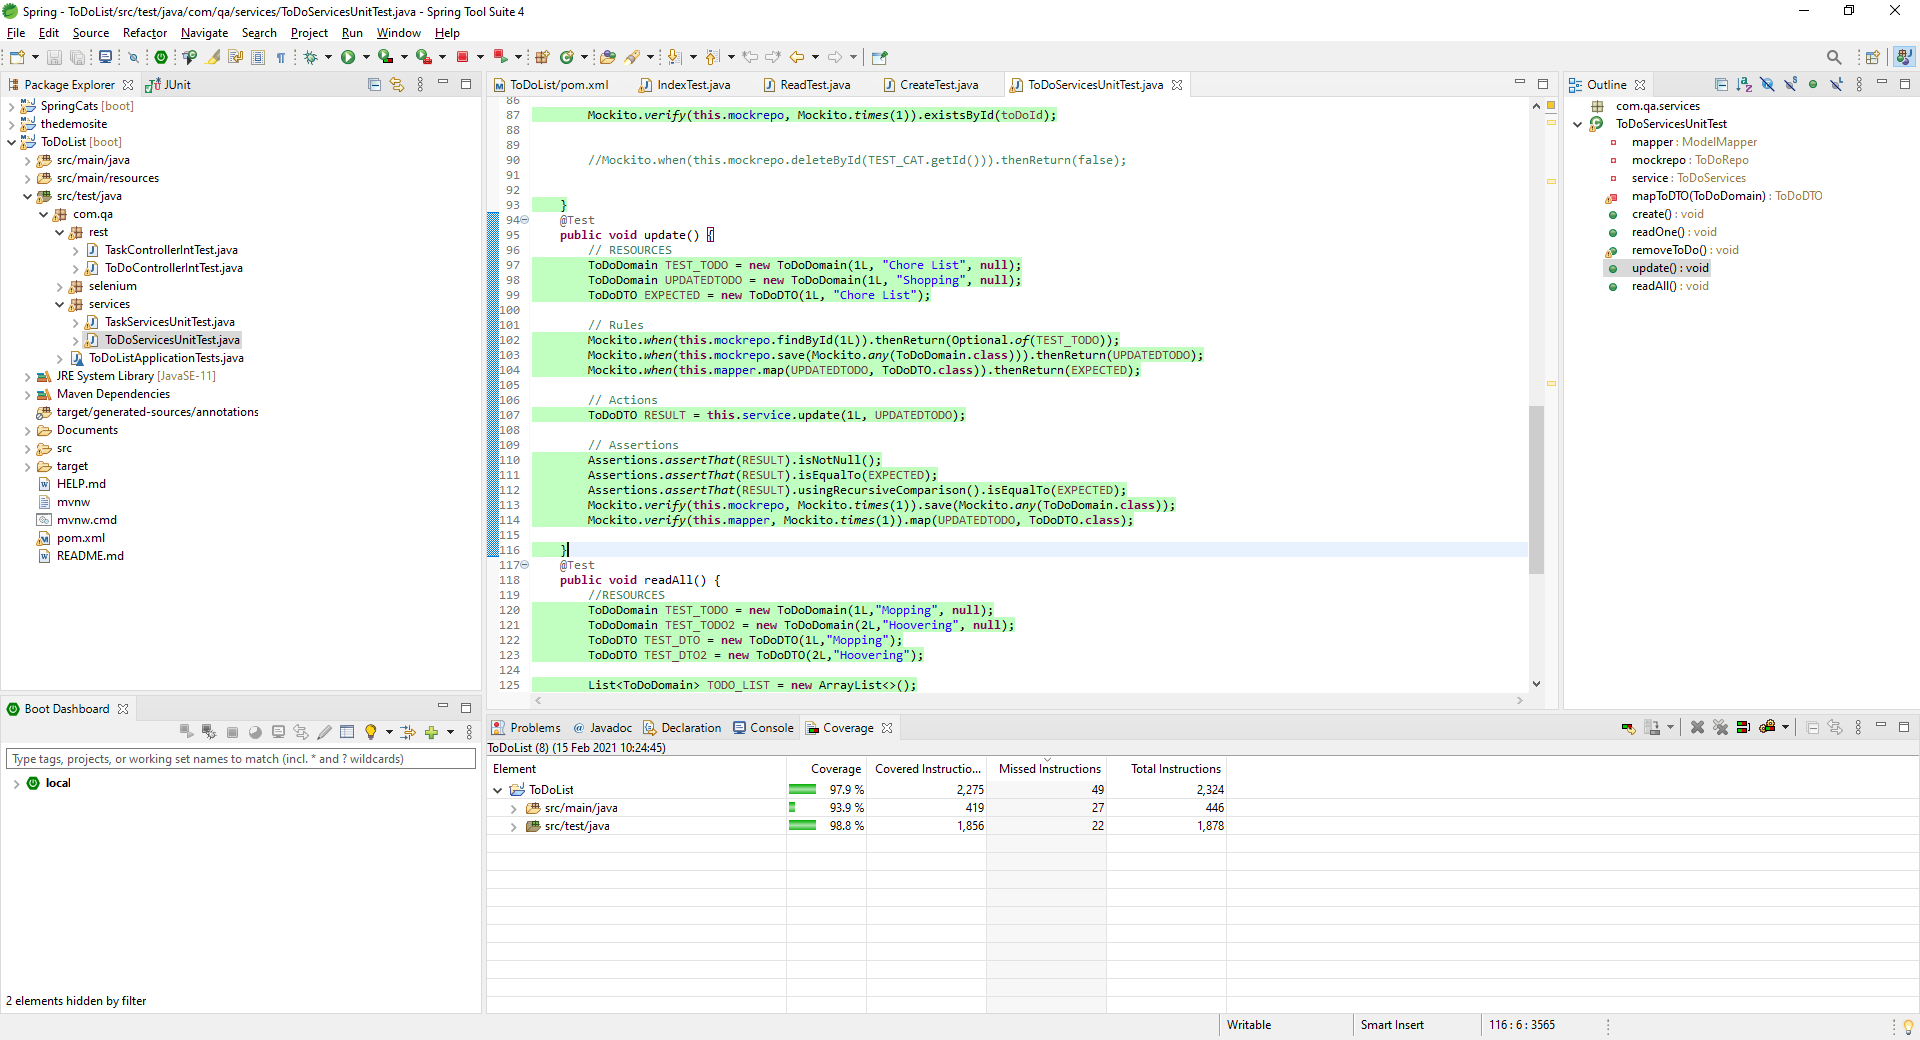 Spring - ToDoList/src/test/java/com/qa/services/ToDoServicesUnitTest.java - Spring Tool Suite 4
File Edit Source Refactor Navigate Search Project Run Window Help
Package Explorer JUnit
SpringCats [boot]
thedemosite
ToDoList [boot]
src/main/java
src/main/resources
src/test/java
com.qa
rest
TaskControllerIntTest.java
ToDoControllerIntTest.java
selenium
services
TaskServicesUnitTest.java
ToDoServicesUnitTest.java
ToDoListApplicationTests.java
JRE System Library [JavaSE-11]
Maven Dependencies
target/generated-sources/annotations
Documents
src
target
HELP.md
mvnw
mvnw.cmd
pom.xml
README.md
ToDoList/pom.xml IndexTest.java ReadTest.java CreateTest.java ToDoServicesUnitTest.java
86
87 Mockito.verify(this.mockrepo, Mockito.times(1)).existsById(toDoId);
88
89
90 //Mockito.when(this.mockrepo.deleteById(TEST_CAT.getId())).thenReturn(false);
91
92
93 }
94 @Test
95 public void update() {
96 // RESOURCES
97 ToDoDomain TEST_TODO = new ToDoDomain(1L, "Chore List", null);
98 ToDoDomain UPDATEDTODO = new ToDoDomain(1L, "Shopping", null);
99 ToDoDTO EXPECTED = new ToDoDTO(1L, "Chore List");
100
101 // Rules
102 Mockito.when(this.mockrepo.findById(1L)).thenReturn(Optional.of(TEST_TODO));
103 Mockito.when(this.mockrepo.save(Mockito.any(ToDoDomain.class))).thenReturn(UPDATEDTODO);
104 Mockito.when(this.mapper.map(UPDATEDTODO, ToDoDTO.class)).thenReturn(EXPECTED);
105
106 // Actions
107 ToDoDTO RESULT = this.service.update(1L, UPDATEDTODO);
108
109 // Assertions
110 Assertions.assertThat(RESULT).isNotNull();
111 Assertions.assertThat(RESULT).isEqualTo(EXPECTED);
112 Assertions.assertThat(RESULT).usingRecursiveComparison().isEqualTo(EXPECTED);
113 Mockito.verify(this.mockrepo, Mockito.times(1)).save(Mockito.any(ToDoDomain.class));
114 Mockito.verify(this.mapper, Mockito.times(1)).map(UPDATEDTODO, ToDoDTO.class);
115
116 }
117 @Test
118 public void readAll() {
119 //RESOURCES
120 ToDoDomain TEST_TODO = new ToDoDomain(1L,"Mopping", null);
121 ToDoDomain TEST_TODO2 = new ToDoDomain(2L,"Hoovering", null);
122 ToDoDTO TEST_DTO = new ToDoDTO(1L,"Mopping");
123 ToDoDTO TEST_DTO2 = new ToDoDTO(2L,"Hoovering");
124
125 List<ToDoDomain> TODO_LIST = new ArrayList<>();
Outline
com.qa.services
ToDoServicesUnitTest
mapper : ModelMapper
mockrepo : ToDoRepo
service : ToDoServices
mapToDTO(ToDoDomain) : ToDoDTO
create() : void
readOne() : void
removeToDo() : void
update() : void
readAll() : void
Boot Dashboard
Type tags, projects, or working set names to match (incl. * and ? wildcards)
local
2 elements hidden by filter
Problems Javadoc Declaration Console Coverage
ToDoList (8) (15 Feb 2021 10:24:45)
Element Coverage Covered Instructio... Missed Instructions Total Instructions
ToDoList 97.9 % 2,275 49 2,324
src/main/java 93.9 % 419 27 446
src/test/java 98.8 % 1,856 22 1,878
Writable Smart Insert 116 : 6 : 3565